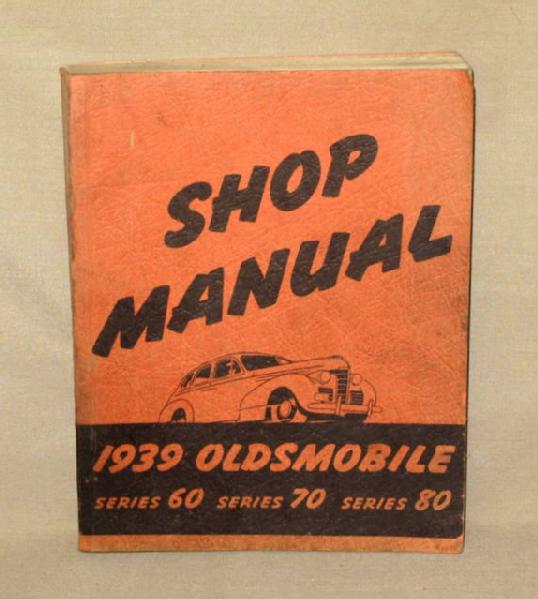 SHOP
MANUAL
1939 OLDSMOBILE
SERIES 60 SERIES 70 SERIES 80